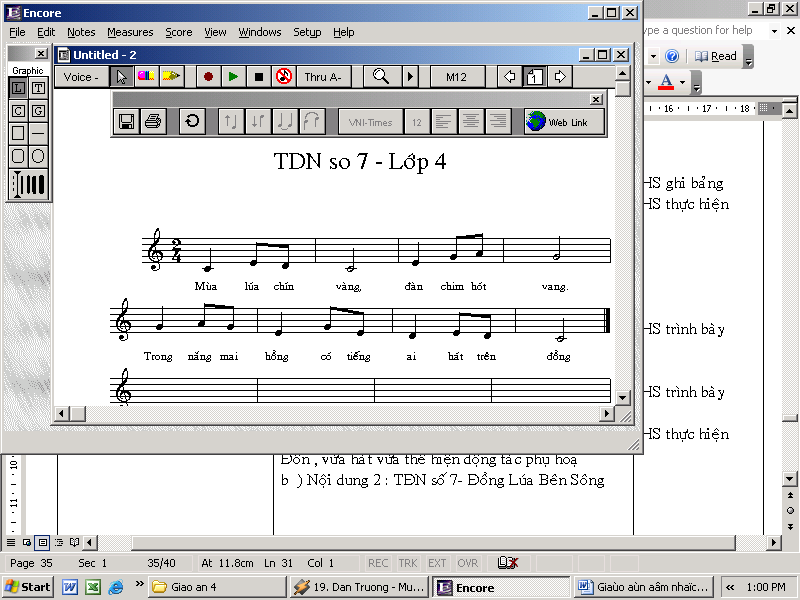 Encore
File Edit Notes Measures Score View Windows Setup Help
Type a question for help
Read
Graphic
L T
C G
Untitled - 2
Voice - Thru A- M12 1
VNI-Times 12 Web Link
16 17 18
TDN so 7 - Lớp 4
2
4
Mùa lúa chín vàng, đàn chim hót vang.
Trong nắng mai hồng có tiếng ai hát trên đồng
HS ghi bảng
HS thực hiện
HS trình bày
HS trình bày
HS thực hiện
Đồn , vừa hát vừa thể hiện động tác phụ hoạ
b ) Nội dung 2 : TĐN số 7- Đồng Lúa Bên Sông
10
11
Page 35 Sec 1 35/40 At 11.8cm Ln 31 Col 1 REC TRK EXT OVR
Start Giao an 4 19. Dan Truong - Mu... Encore Giaùo aùn aâm nhaïc... 1:00 PM